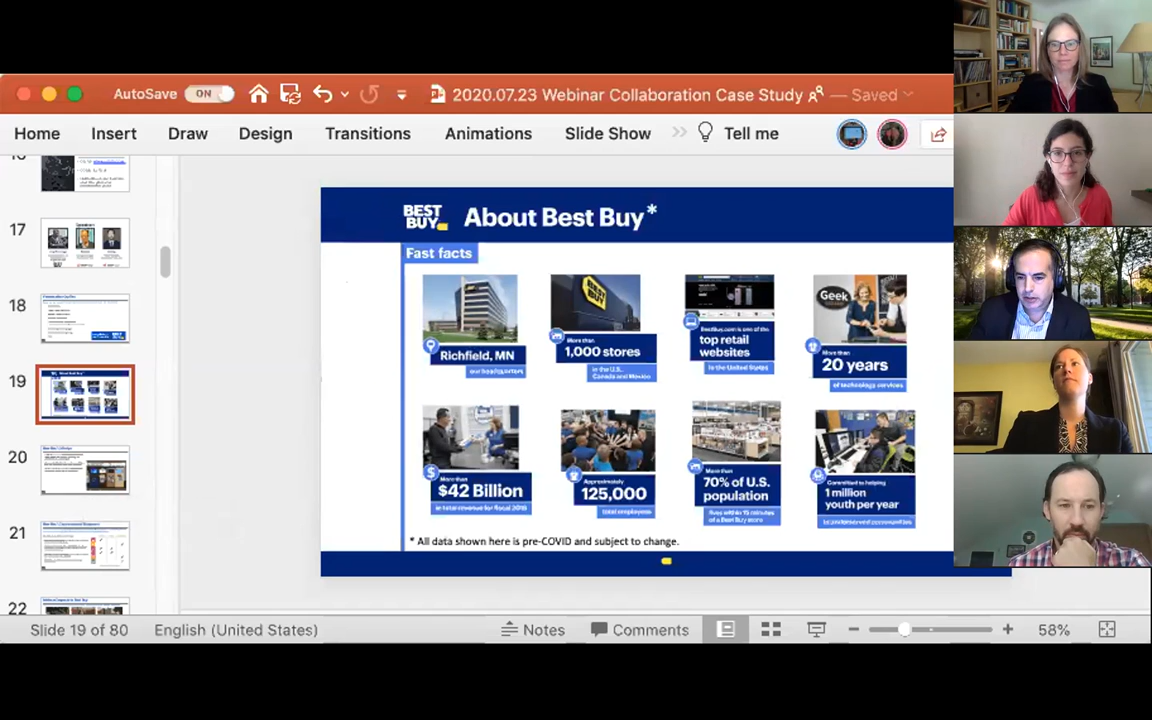 AutoSave ON
2020.07.23 Webinar Collaboration Case Study — Saved
Home Insert Draw Design Transitions Animations Slide Show Tell me
17
18
19
20
21
22
BEST
BUY
About Best Buy*
Fast facts
Richfield, MN
our headquarters
More than
1,000 stores
in the U.S.,
Canada and Mexico
BestBuy.com is one of the
top retail
websites
in the United States
Geek
More than
20 years
of technology services
More than
$42 Billion
in total revenue for fiscal 2019
Approximately
125,000
total employees
More than
70% of U.S.
population
lives within 15 minutes
of a Best Buy store
Committed to helping
1 million
youth per year
* All data shown here is pre-COVID and subject to change.
Slide 19 of 80 English (United States) Notes Comments 58%